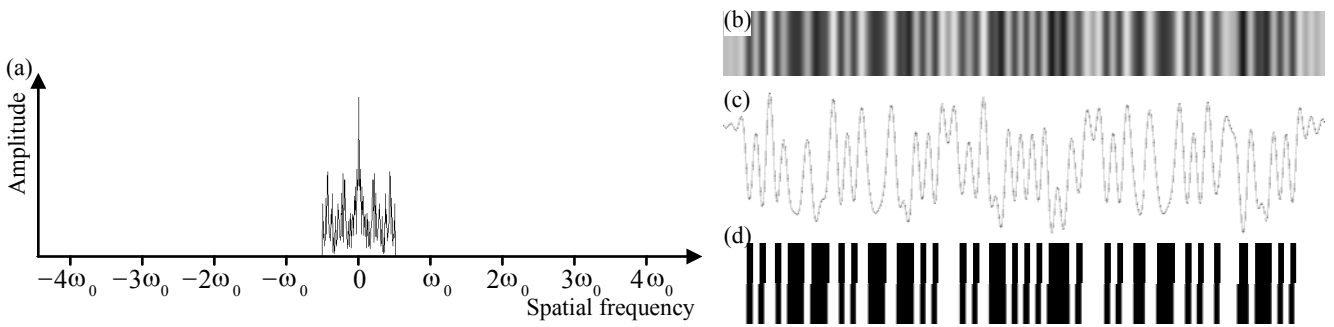 (a)
Amplitude
−4ω₀ −3ω₀ −2ω₀ −ω₀ 0 ω₀ 2ω₀ 3ω₀ 4ω₀
Spatial frequency
(b)
(c)
(d)